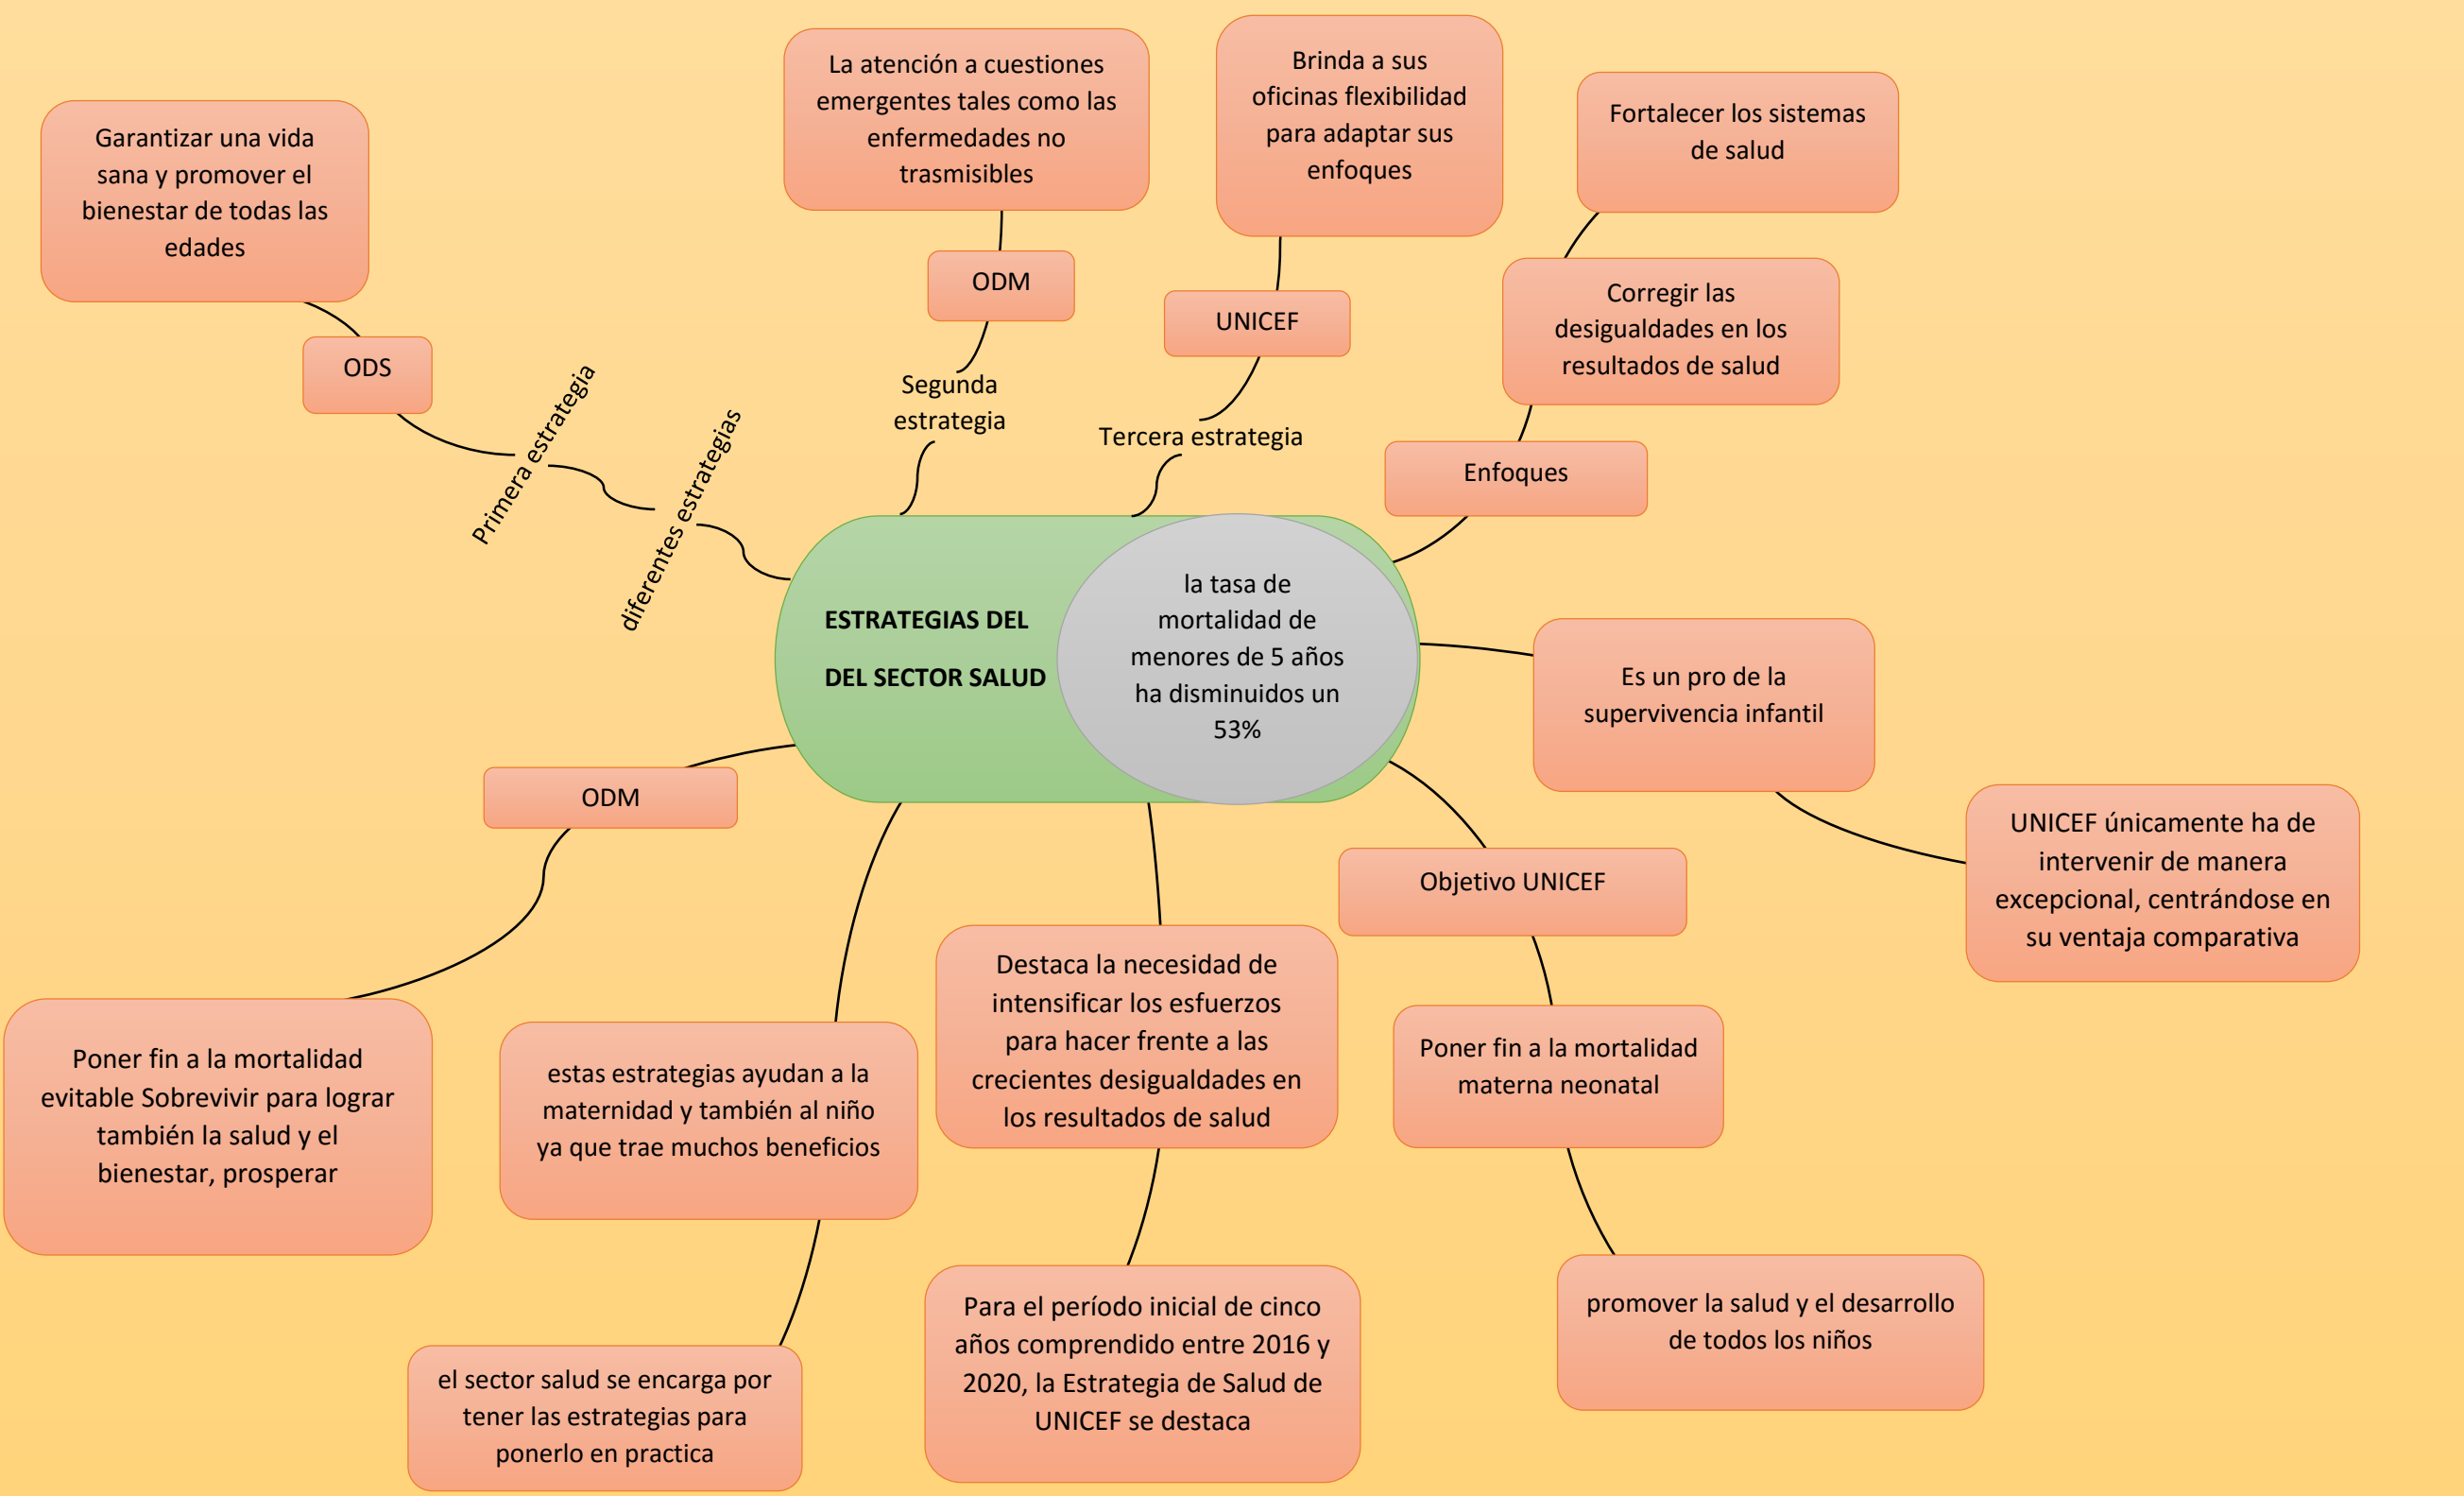 La atención a cuestiones
emergentes tales como las
enfermedades no
trasmisibles
Brinda a sus
oficinas flexibilidad
para adaptar sus
enfoques
Fortalecer los sistemas
de salud
Garantizar una vida
sana y promover el
bienestar de todas las
edades
ODM
UNICEF
Corregir las
desigualdades en los
resultados de salud
ODS
Primera estrategia
diferentes estrategias
Segunda
estrategia
Tercera estrategia
Enfoques
ESTRATEGIAS DEL
DEL SECTOR SALUD
la tasa de
mortalidad de
menores de 5 años
ha disminuidos un
53%
Es un pro de la
supervivencia infantil
ODM
UNICEF únicamente ha de
intervenir de manera
excepcional, centrándose en
su ventaja comparativa
Objetivo UNICEF
Destaca la necesidad de
intensificar los esfuerzos
para hacer frente a las
crecientes desigualdades en
los resultados de salud
Poner fin a la mortalidad
materna neonatal
Poner fin a la mortalidad
evitable Sobrevivir para lograr
también la salud y el
bienestar, prosperar
estas estrategias ayudan a la
maternidad y también al niño
ya que trae muchos beneficios
promover la salud y el desarrollo
de todos los niños
Para el período inicial de cinco
años comprendido entre 2016 y
2020, la Estrategia de Salud de
UNICEF se destaca
el sector salud se encarga por
tener las estrategias para
ponerlo en practica